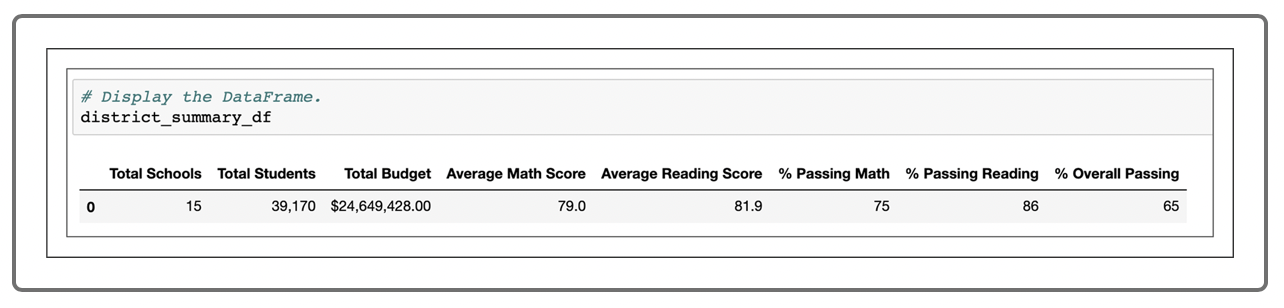 # Display the DataFrame.
district_summary_df
Total Schools Total Students Total Budget Average Math Score Average Reading Score % Passing Math % Passing Reading % Overall Passing
0 15 39,170 $24,649,428.00 79.0 81.9 75 86 65